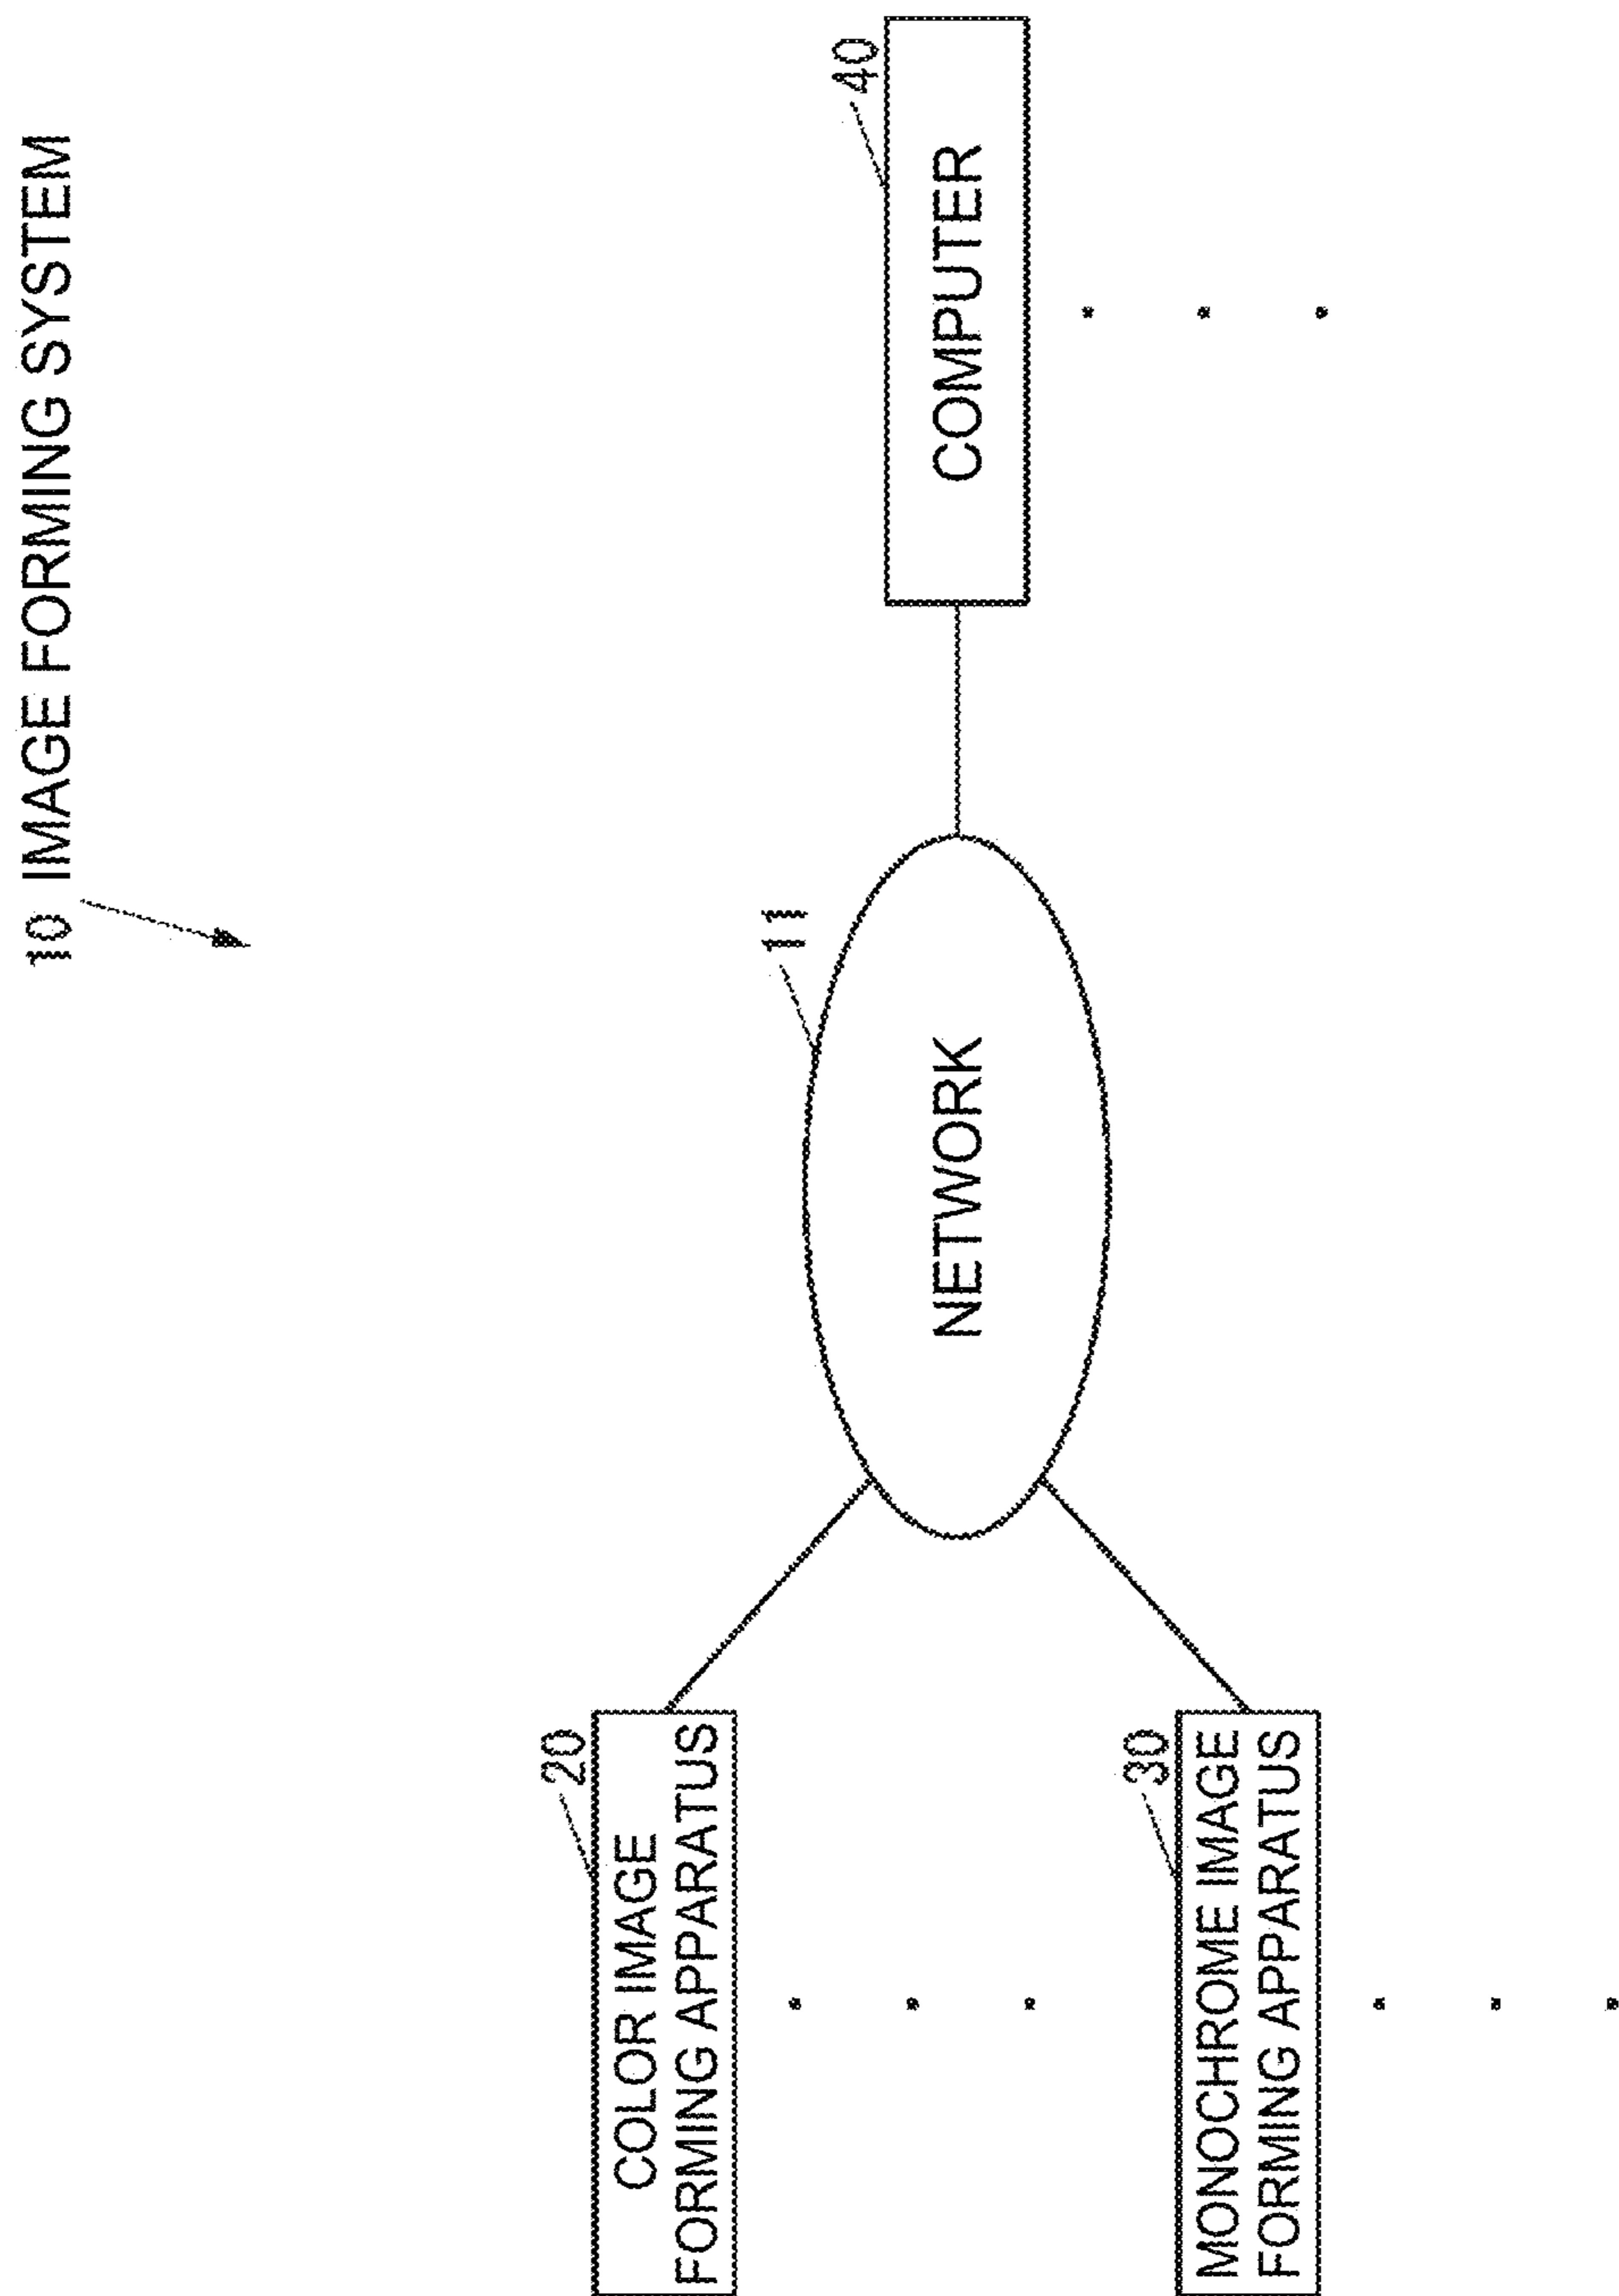 10 IMAGE FORMING SYSTEM
20
COLOR IMAGE
FORMING APPARATUS
11
NETWORK
40
COMPUTER
30
MONOCHROME IMAGE
FORMING APPARATUS